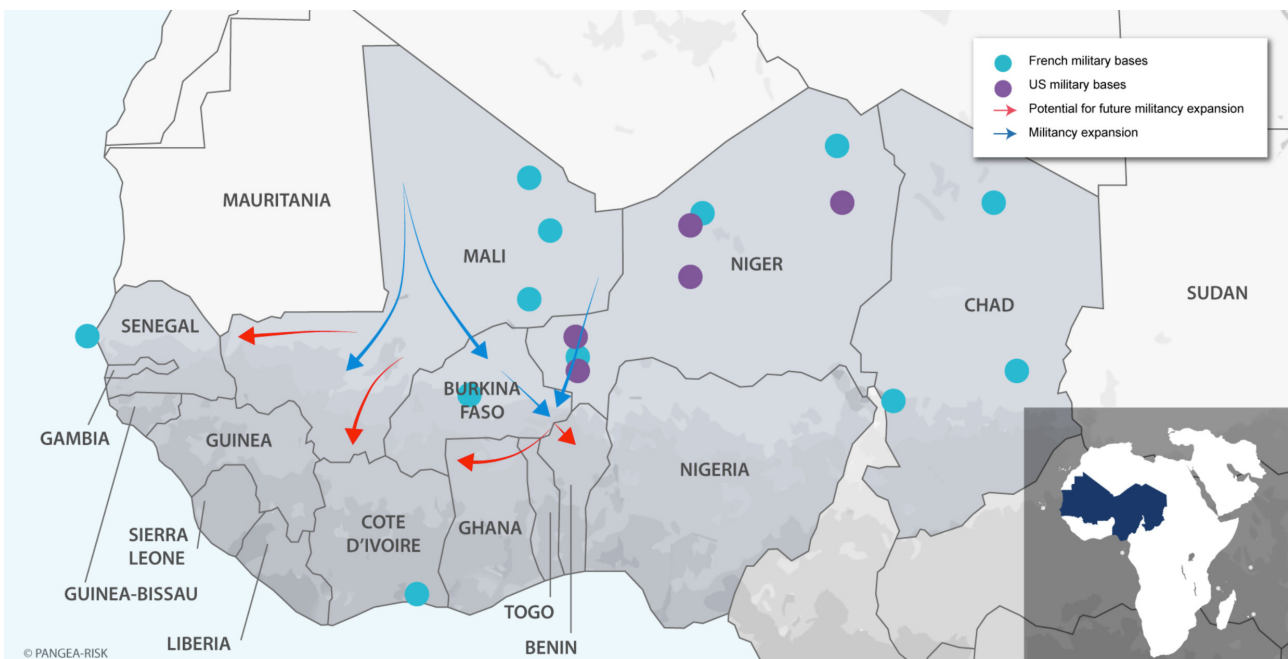 French military bases
US military bases
Potential for future militancy expansion
Militancy expansion
MAURITANIA
MALI
NIGER
CHAD
SUDAN
SENEGAL
BURKINA
FASO
GAMBIA
GUINEA
NIGERIA
SIERRA
LEONE
COTE
D'IVOIRE
GHANA
GUINEA-BISSAU
TOGO
LIBERIA
BENIN
© PANGEA-RISK